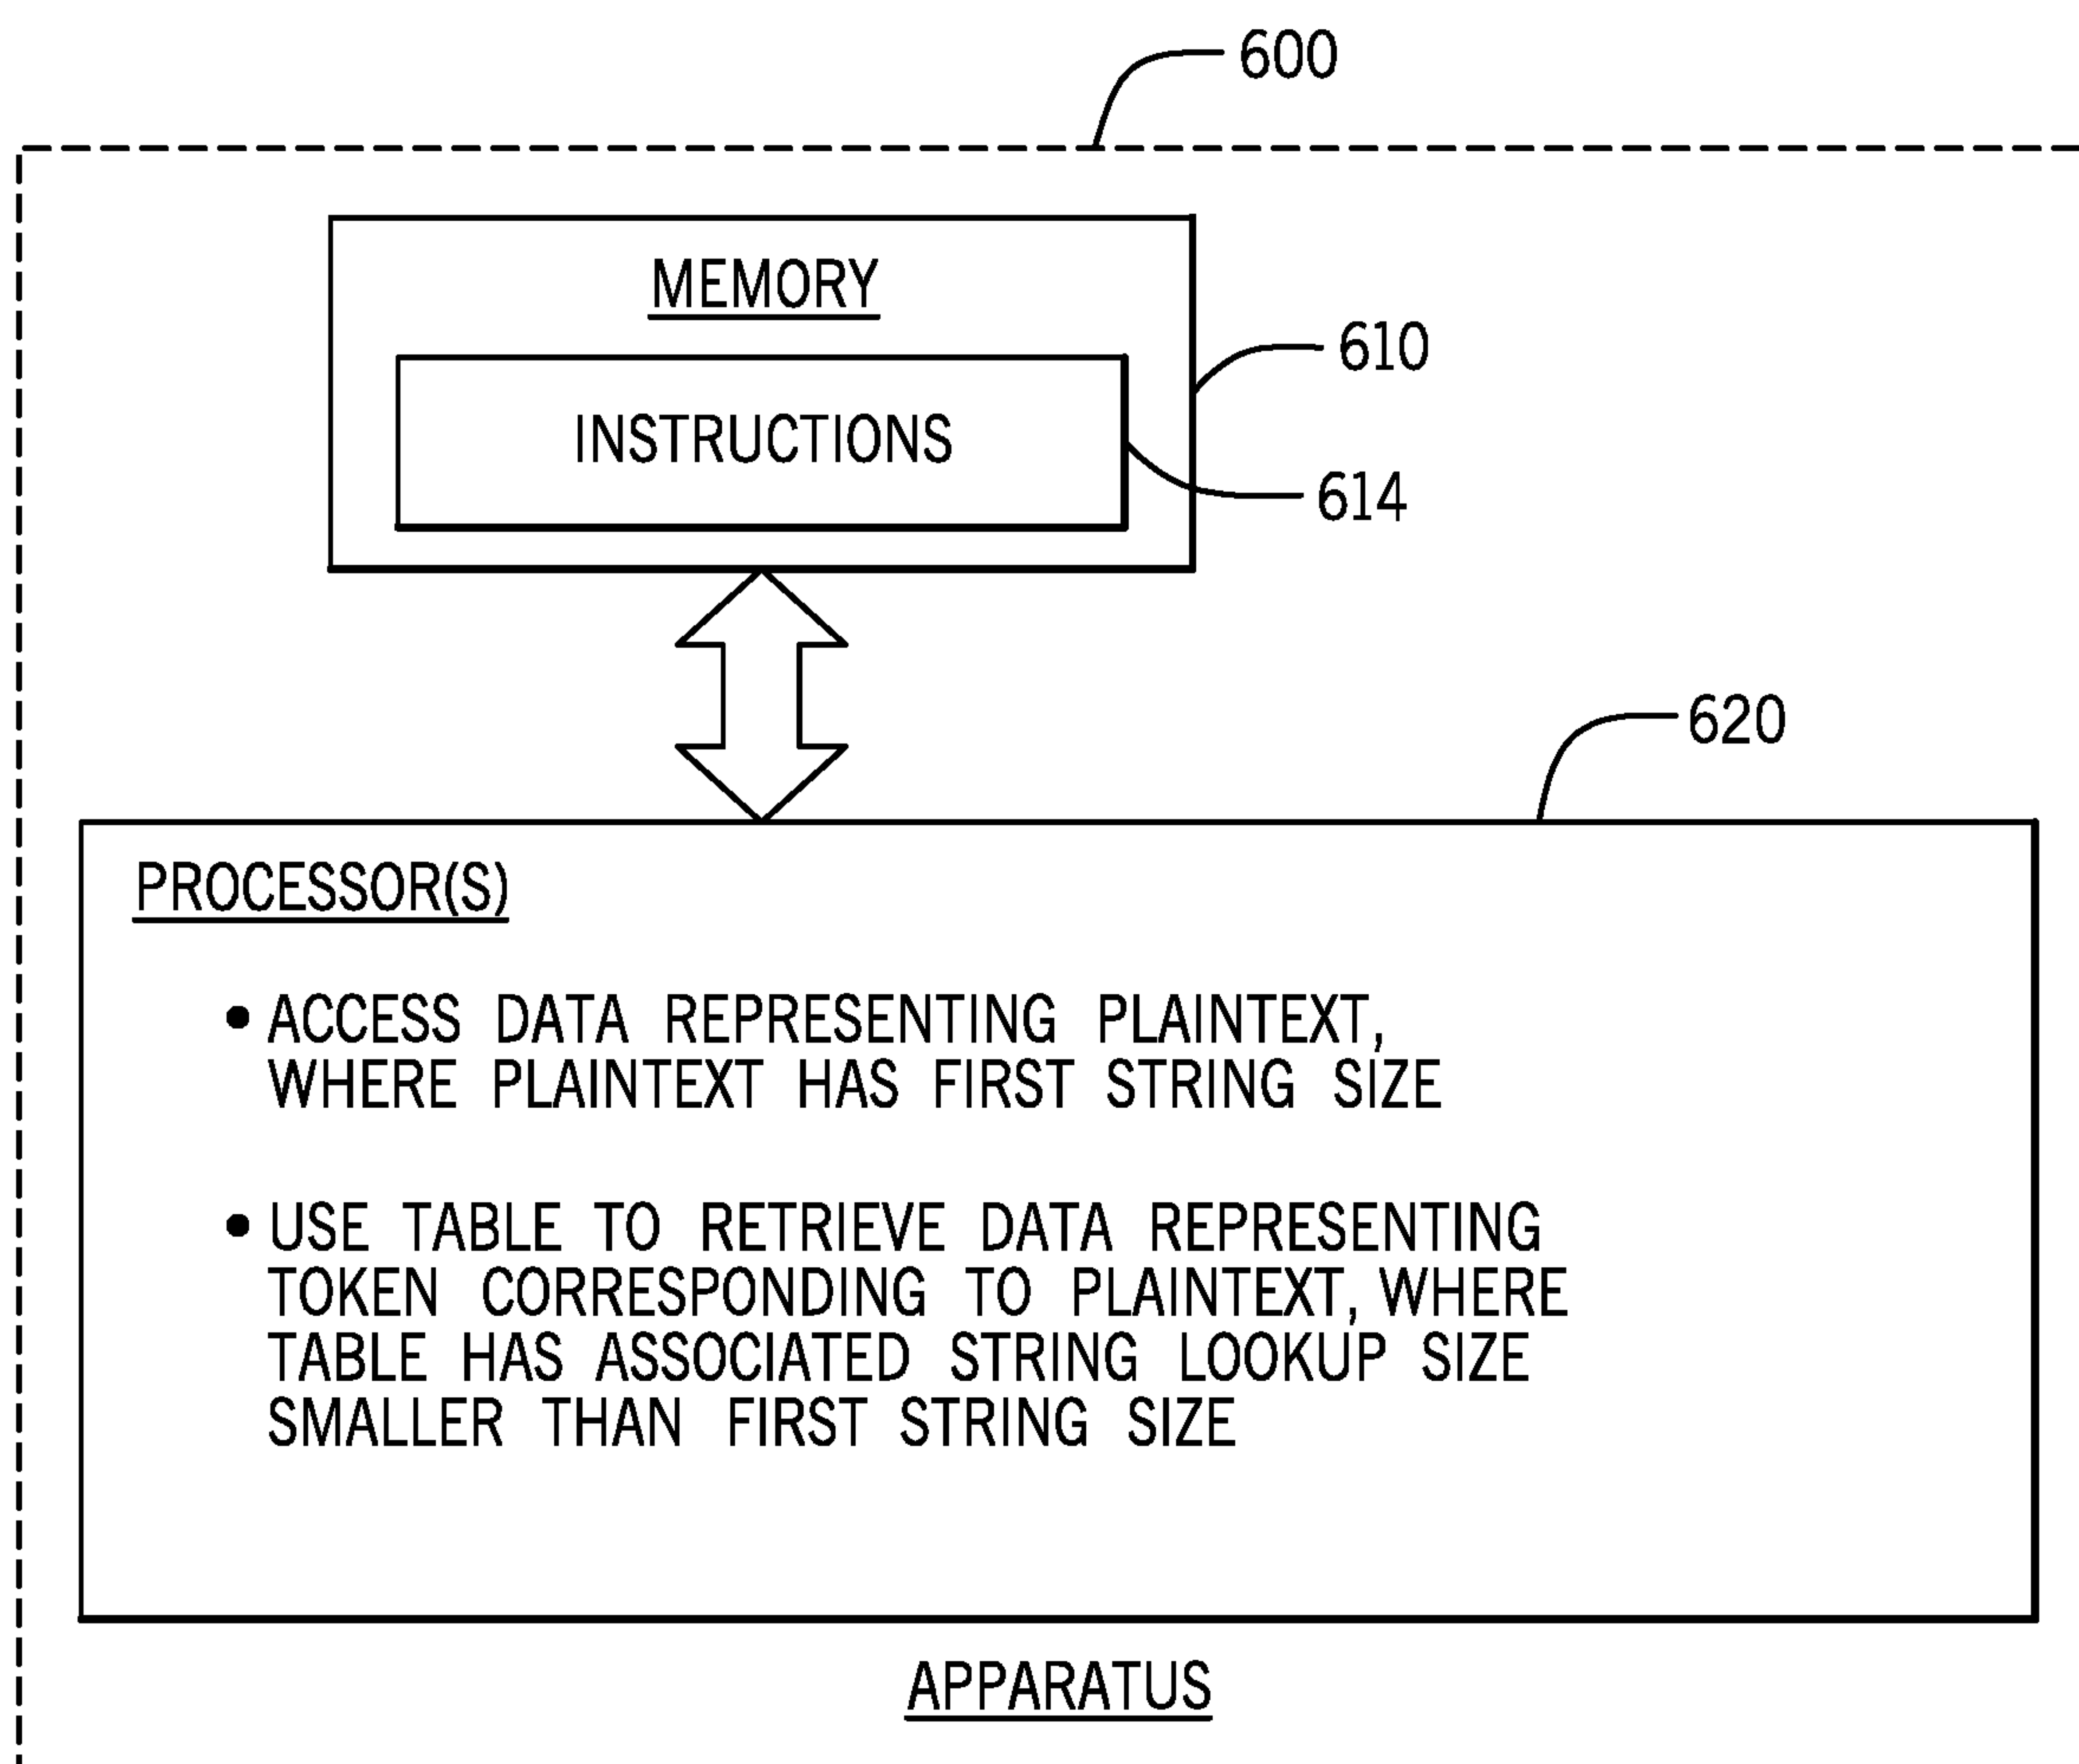 600
MEMORY
610
INSTRUCTIONS
614
620
PROCESSOR(S)
• ACCESS DATA REPRESENTING PLAINTEXT,
WHERE PLAINTEXT HAS FIRST STRING SIZE
• USE TABLE TO RETRIEVE DATA REPRESENTING
TOKEN CORRESPONDING TO PLAINTEXT, WHERE
TABLE HAS ASSOCIATED STRING LOOKUP SIZE
SMALLER THAN FIRST STRING SIZE
APPARATUS